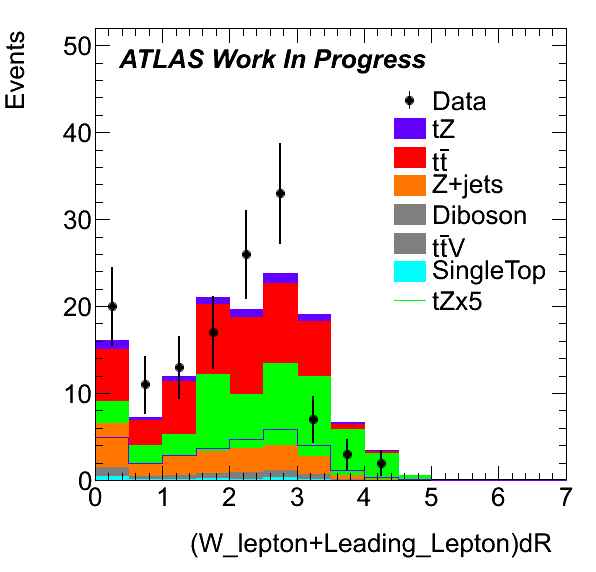 Events
50
40
30
20
10
0
ATLAS Work In Progress
Data
tZ
tt̄
Z+jets
Diboson
tt̄V
SingleTop
tZx5
0 1 2 3 4 5 6 7
(W_lepton+Leading_Lepton)dR